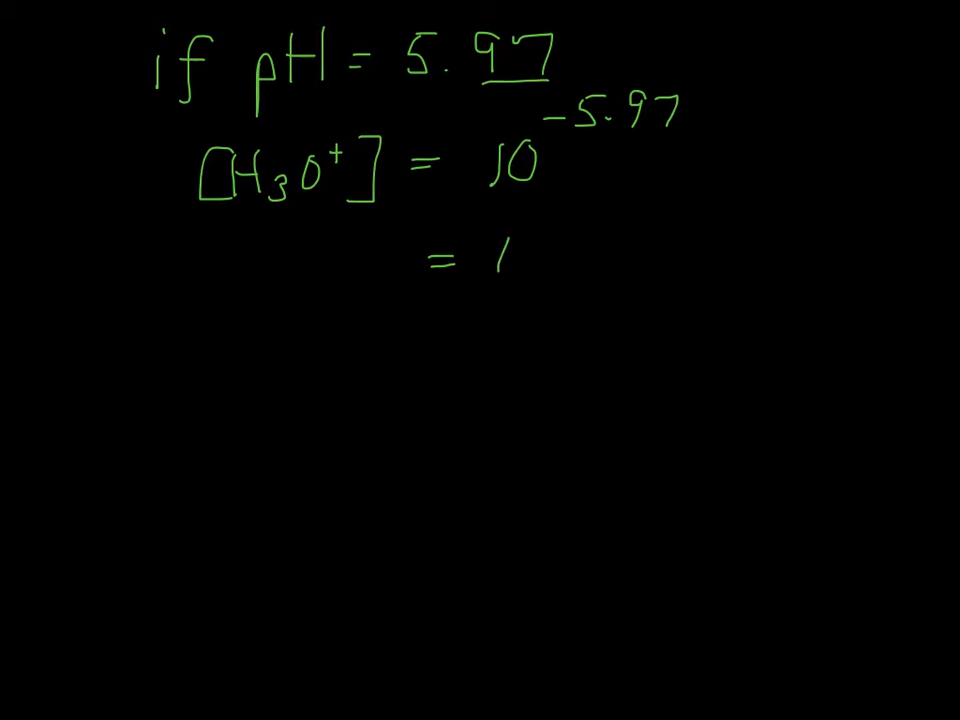 if pH = 5.97
[H₃O⁺] = 10⁻⁵·⁹⁷
= 1